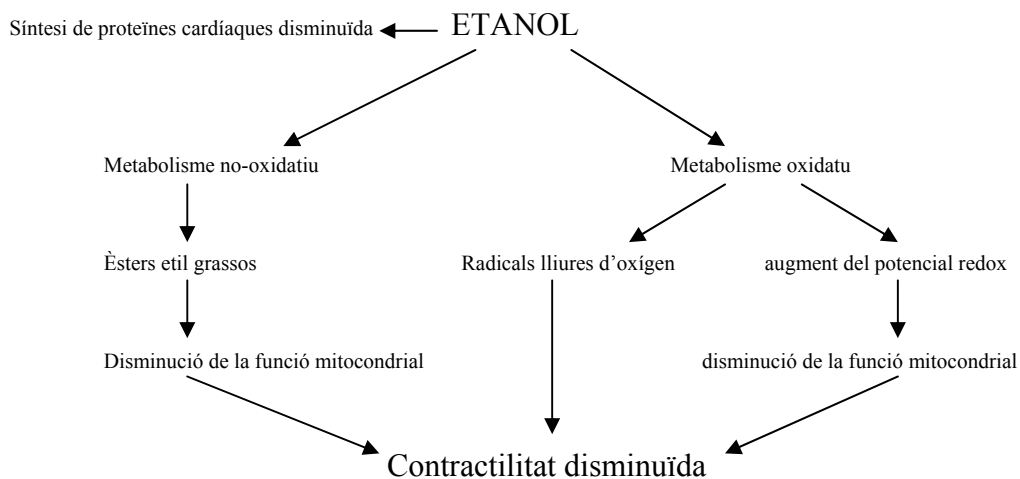 Síntesi de proteïnes cardíaques disminuïda
ETANOL
Metabolisme no-oxidatiu
Metabolisme oxidatu
Èsters etil grassos
Radicals lliures d’oxígen
augment del potencial redox
Disminució de la funció mitocondrial
disminució de la funció mitocondrial
Contractilitat disminuïda